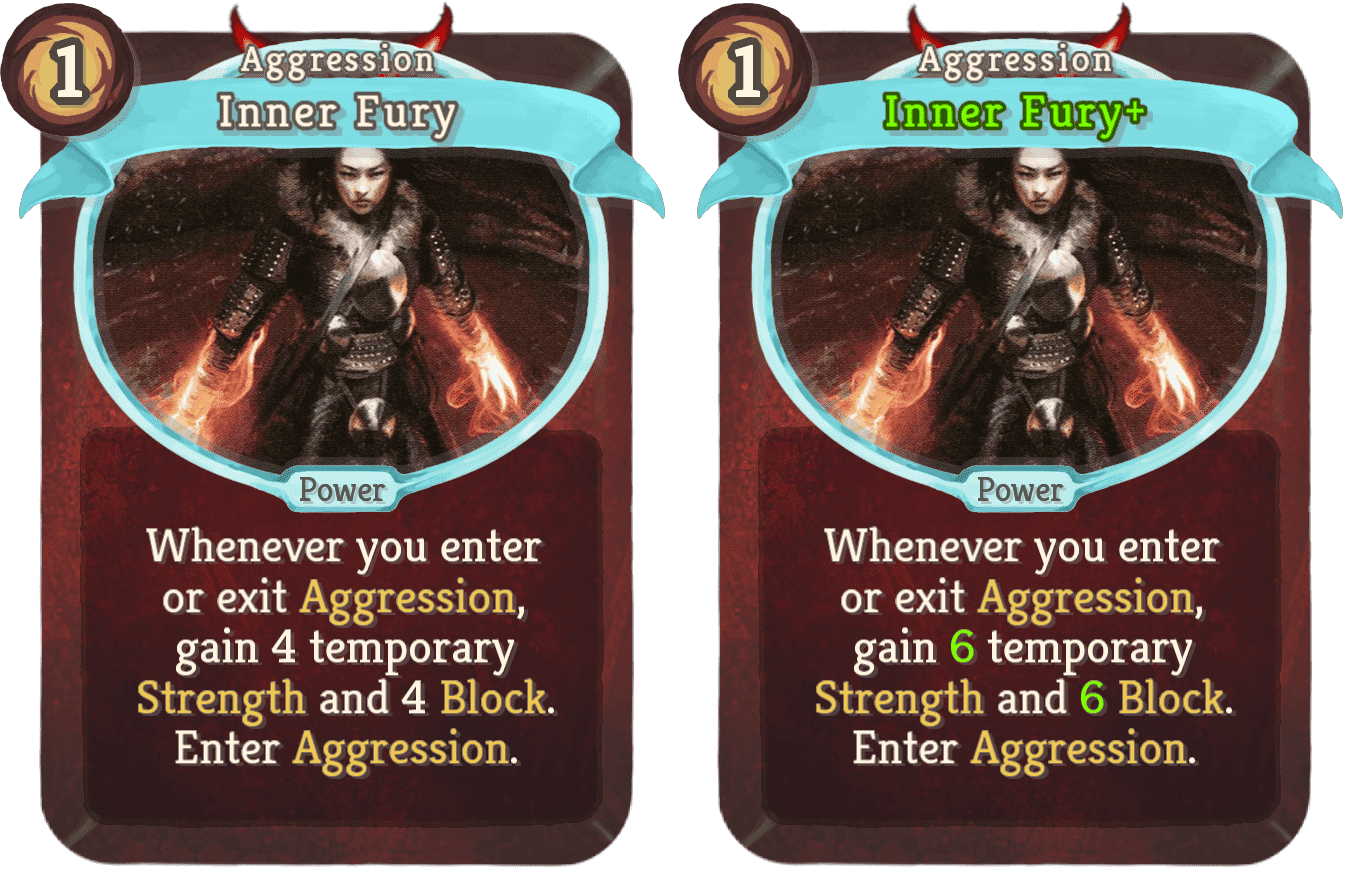 1
Aggression
Inner Fury
Power
Whenever you enter
or exit Aggression,
gain 4 temporary
Strength and 4 Block.
Enter Aggression.
1
Aggression
Inner Fury+
Power
Whenever you enter
or exit Aggression,
gain 6 temporary
Strength and 6 Block.
Enter Aggression.